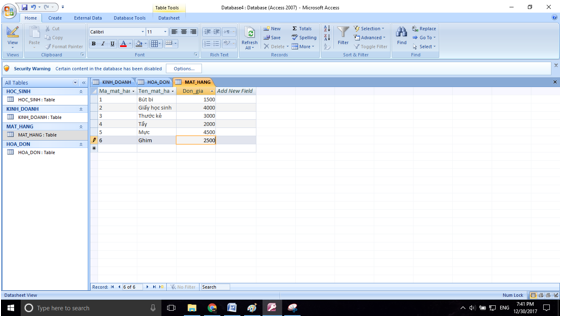 Table Tools
Database4 : Database (Access 2007) - Microsoft Access
Home Create External Data Database Tools Datasheet
View
Views
Paste
Cut
Copy
Format Painter
Clipboard
Calibri 11
B I U
Font
Rich Text
Refresh All
New
Save
Delete
Totals
Spelling
More
Records
Filter
Selection
Advanced
Toggle Filter
Sort & Filter
Find
Replace
Go To
Select
Find
Security Warning Certain content in the database has been disabled Options...
All Tables
HOC_SINH
HOC_SINH : Table
KINH_DOANH
KINH_DOANH : Table
MAT_HANG
MAT_HANG : Table
HOA_DON
HOA_DON : Table
KINH_DOANH HOA_DON MAT_HANG
Ma_mat_han Ten_mat_ha Don_gia Add New Field
1 Bút bi 1500
2 Giấy học sinh 4000
3 Thước kẻ 3000
4 Tẩy 2000
5 Mực 4500
6 Ghim 2500
Record: 6 of 6 No Filter Search
Datasheet View Num Lock
Type here to search
ENG
7:41 PM
12/30/2017